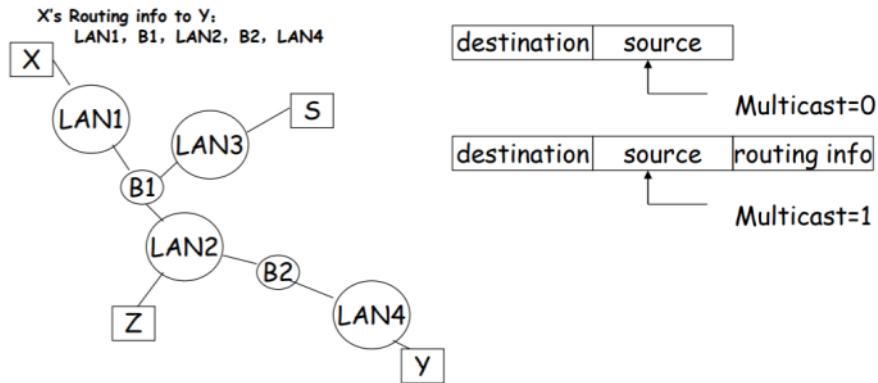 X's Routing info to Y:
LAN1, B1, LAN2, B2, LAN4
X
LAN1
LAN3
S
B1
LAN2
B2
Z
LAN4
Y
destination source
Multicast=0
destination source routing info
Multicast=1